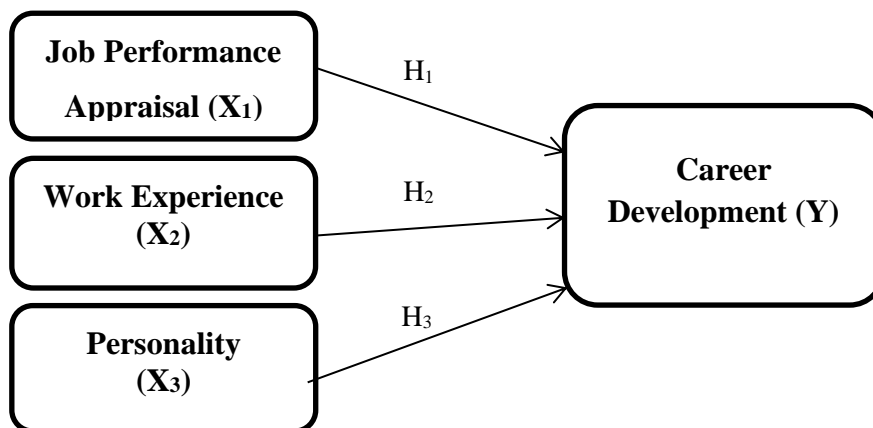 Job Performance
Appraisal (X₁)
H₁
Work Experience
(X₂)
H₂
Career
Development (Y)
H₃
Personality
(X₃)